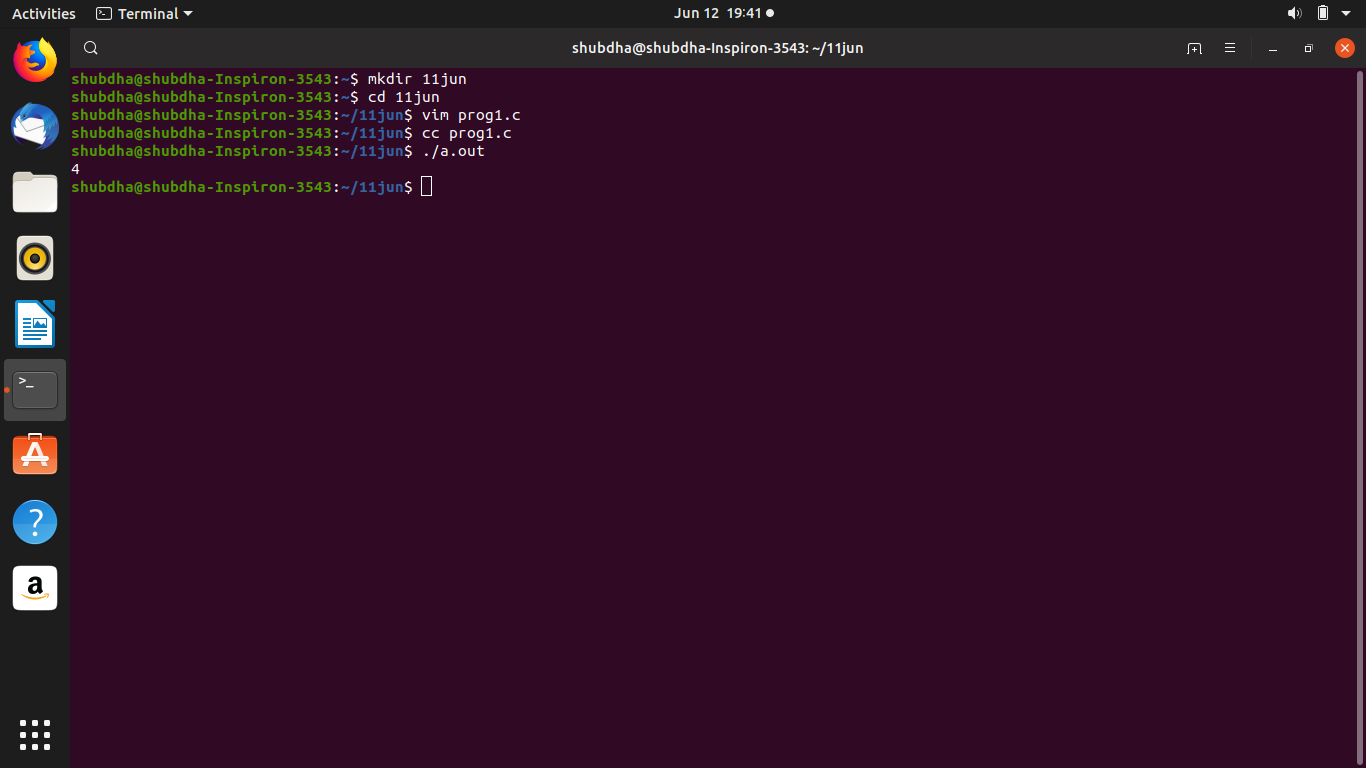 Activities Terminal Jun 12 19:41
shubdha@shubdha-Inspiron-3543: ~/11jun
shubdha@shubdha-Inspiron-3543:~$ mkdir 11jun
shubdha@shubdha-Inspiron-3543:~$ cd 11jun
shubdha@shubdha-Inspiron-3543:~/11jun$ vim prog1.c
shubdha@shubdha-Inspiron-3543:~/11jun$ cc prog1.c
shubdha@shubdha-Inspiron-3543:~/11jun$ ./a.out
4
shubdha@shubdha-Inspiron-3543:~/11jun$